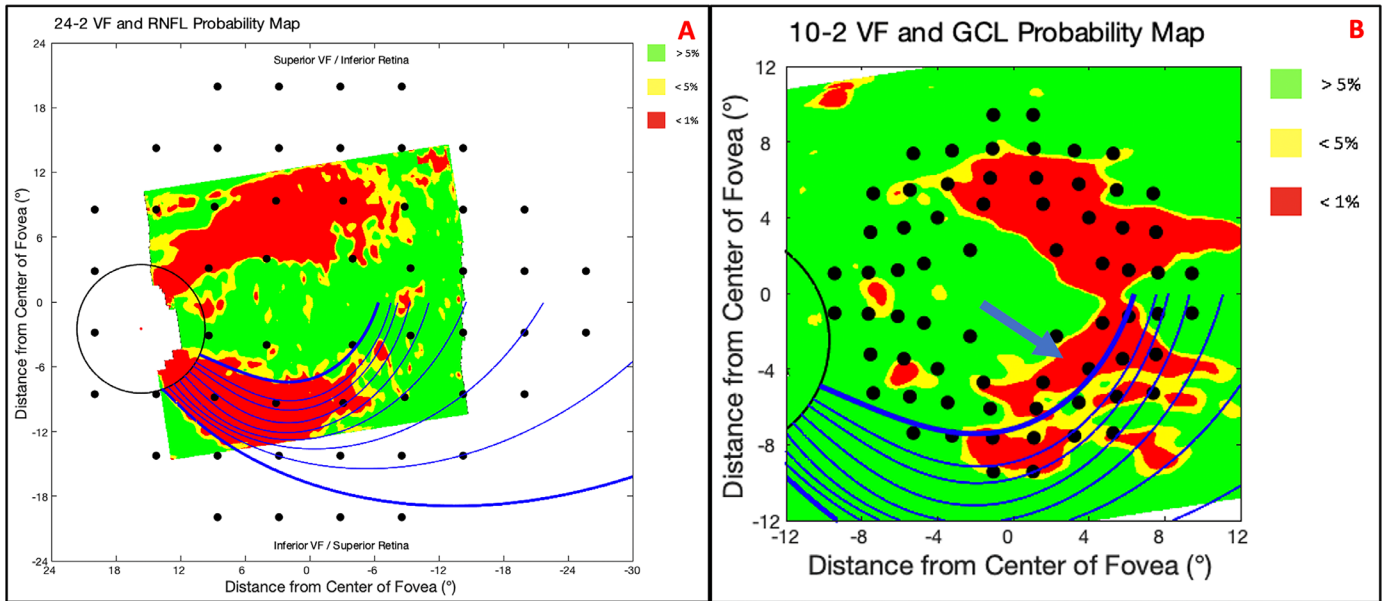 24-2 VF and RNFL Probability Map
A
24
18
12
6
0
-6
-12
-18
-24
Distance from Center of Fovea (°)
Superior VF / Inferior Retina
Inferior VF / Superior Retina
> 5%
< 5%
< 1%
24 18 12 6 0 -6 -12 -18 -24 -30
Distance from Center of Fovea (°)
10-2 VF and GCL Probability Map
B
12
8
4
0
-4
-8
-12
Distance from Center of Fovea (°)
> 5%
< 5%
< 1%
-12 -8 -4 0 4 8 12
Distance from Center of Fovea (°)